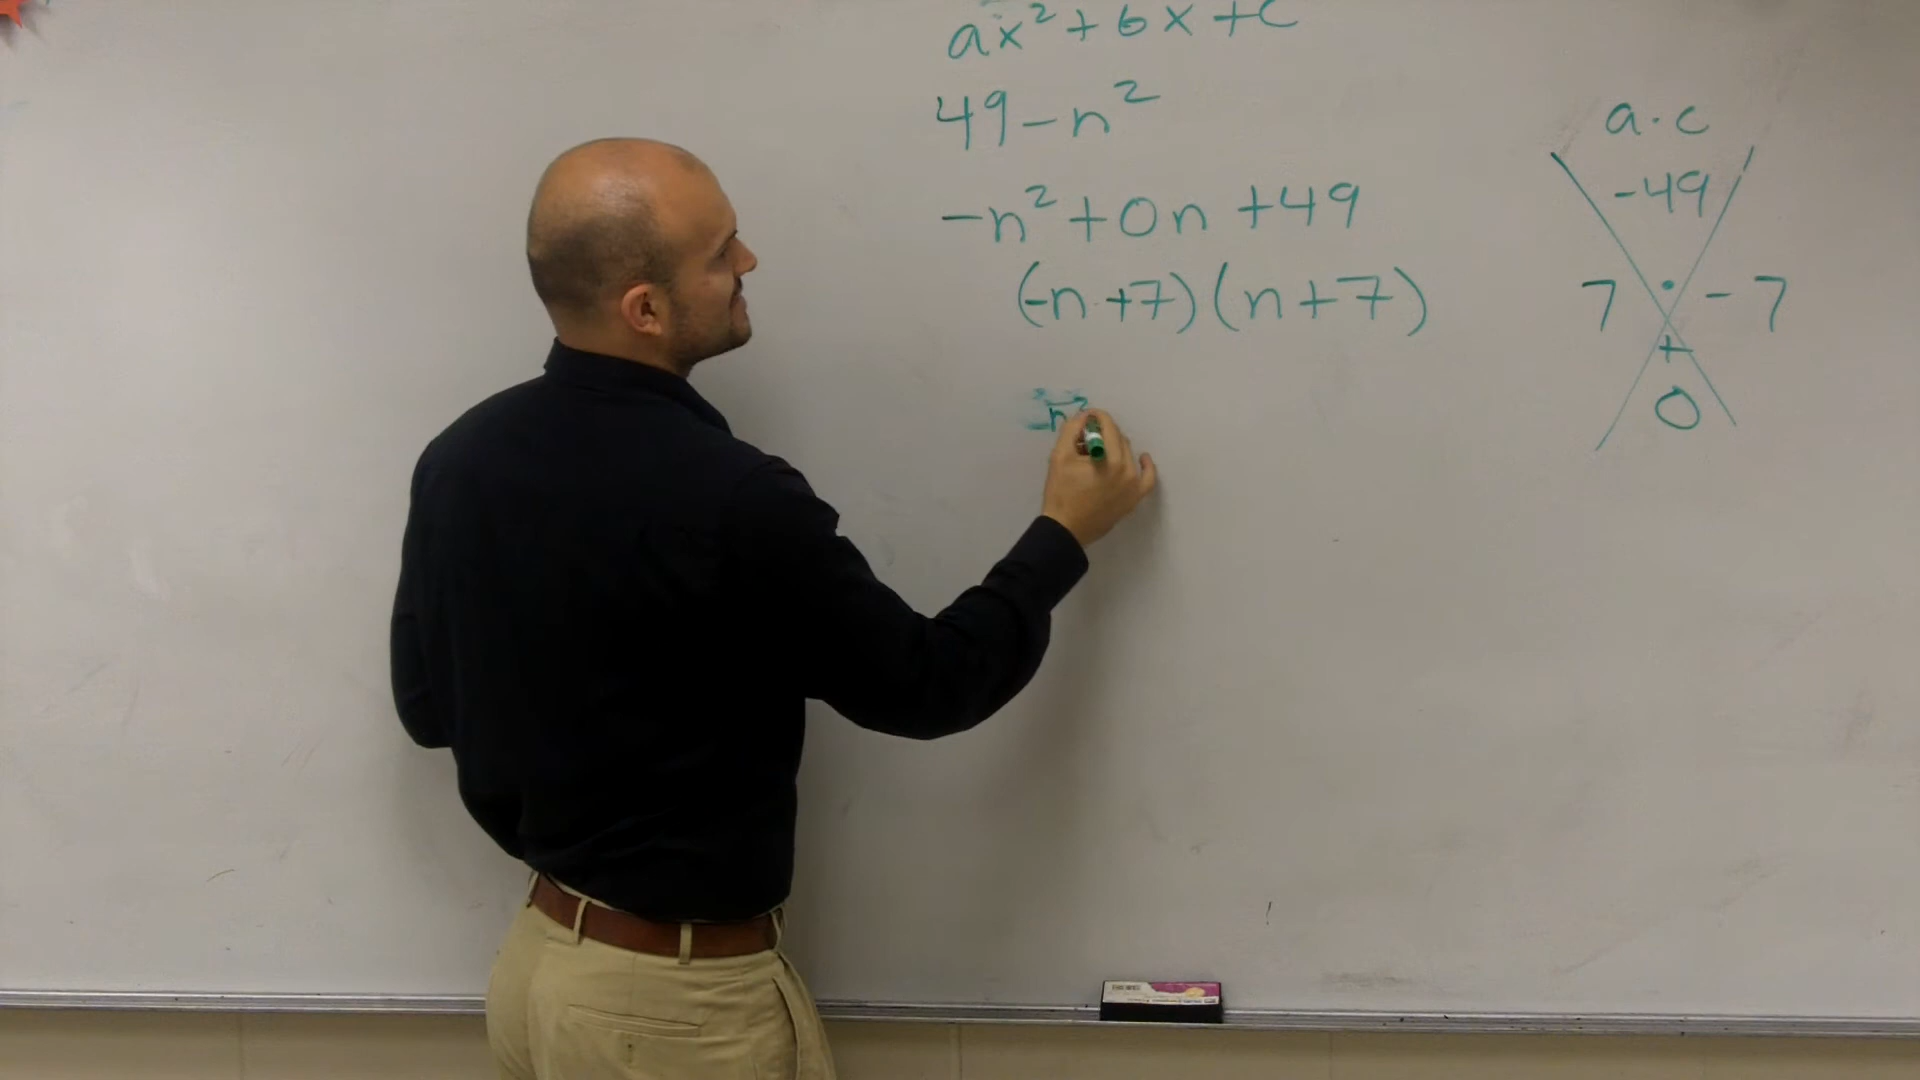 ax² + bx + c
49 - n²
-n² + 0n + 49
(-n + 7)(n + 7)
-n²
a · c
-49
7 · -7
+
0